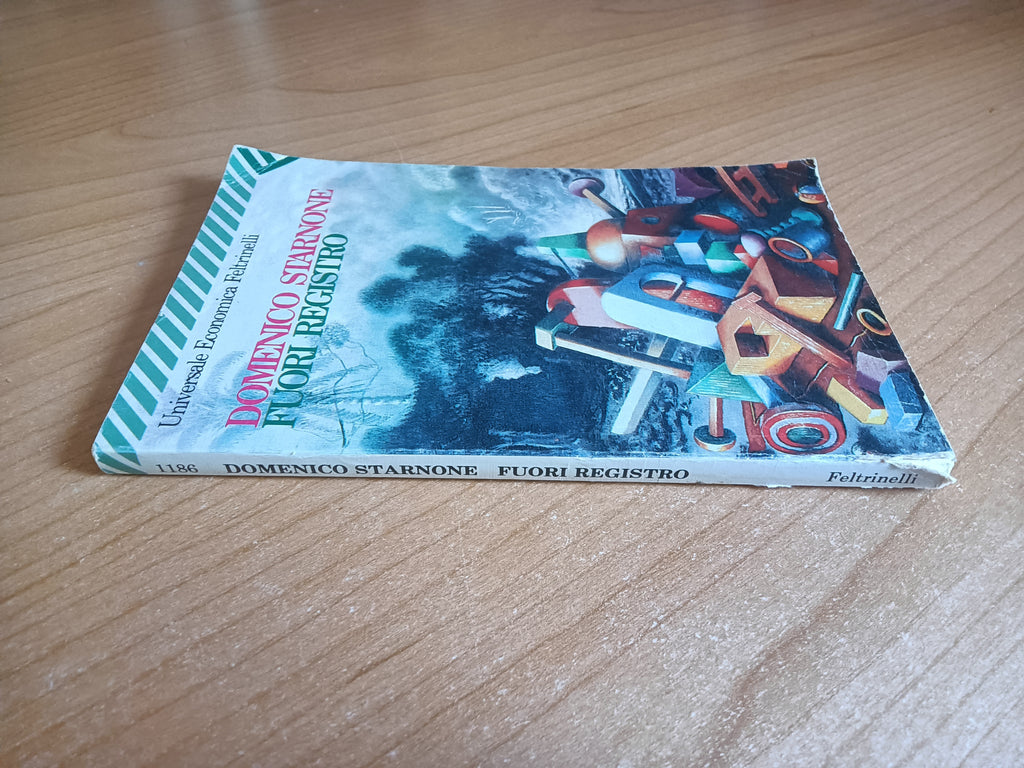 Universale Economica Feltrinelli
DOMENICO STARNONE
FUORI REGISTRO
1186 DOMENICO STARNONE FUORI REGISTRO Feltrinelli